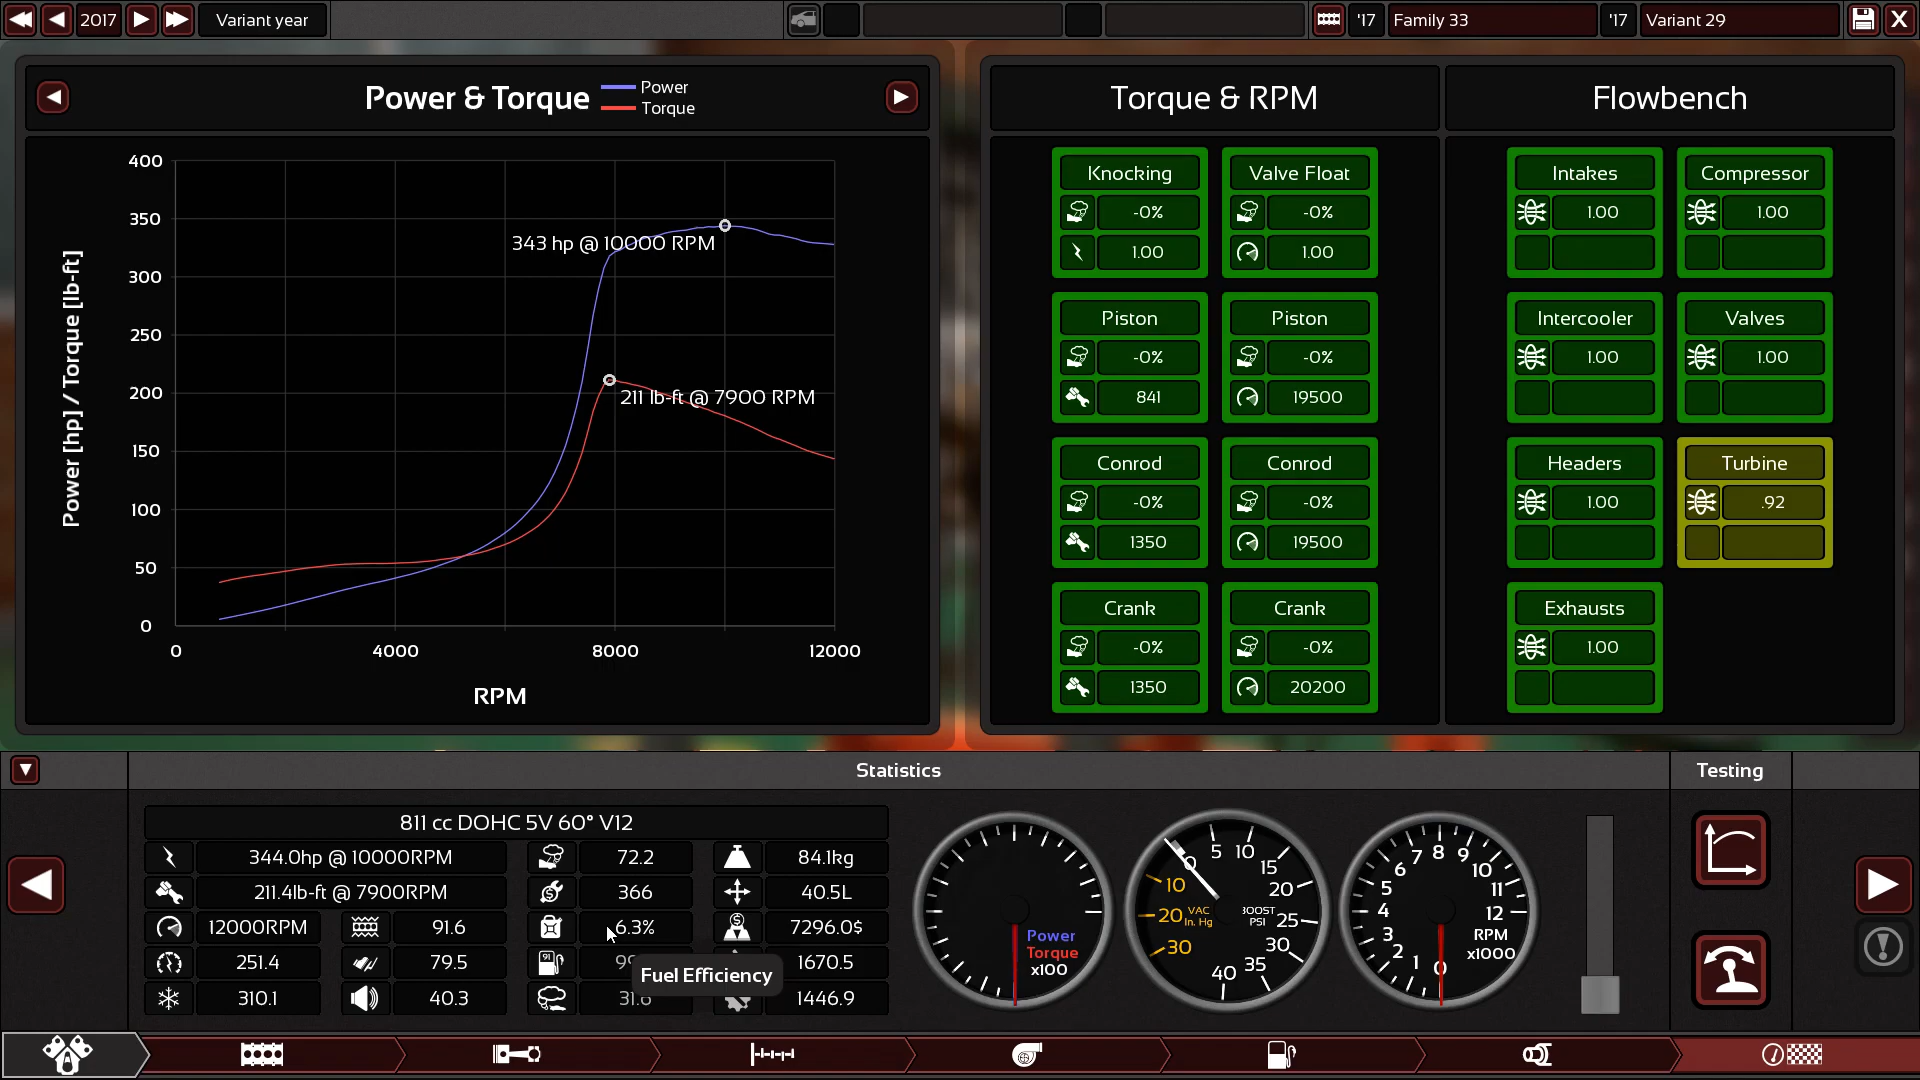 2017
Variant year
'17
Family 33
'17
Variant 29
X
Power & Torque
Power
Torque
Power [hp] / Torque [lb-ft]
400
350
300
250
200
150
100
50
0
343 hp @ 10000 RPM
211 lb-ft @ 7900 RPM
0
4000
8000
12000
RPM
Torque & RPM
Knocking
-0%
1.00
Valve Float
-0%
1.00
Piston
-0%
841
Piston
-0%
19500
Conrod
-0%
1350
Conrod
-0%
19500
Crank
-0%
1350
Crank
-0%
20200
Flowbench
Intakes
1.00
Compressor
1.00
Intercooler
1.00
Valves
1.00
Headers
1.00
Turbine
.92
Exhausts
1.00
Statistics
Testing
811 cc DOHC 5V 60° V12
344.0hp @ 10000RPM
72.2
84.1kg
211.4lb-ft @ 7900RPM
366
40.5L
12000RPM
91.6
6.3%
7296.0$
251.4
79.5
91
1670.5
Fuel Efficiency
310.1
40.3
1446.9
Power
Torque
x100
0
5
10
15
20
25
30
35
40
10
20
30
VAC
In. Hg
BOOST
PSI
0
1
2
3
4
5
6
7
8
9
10
11
12
RPM
x1000